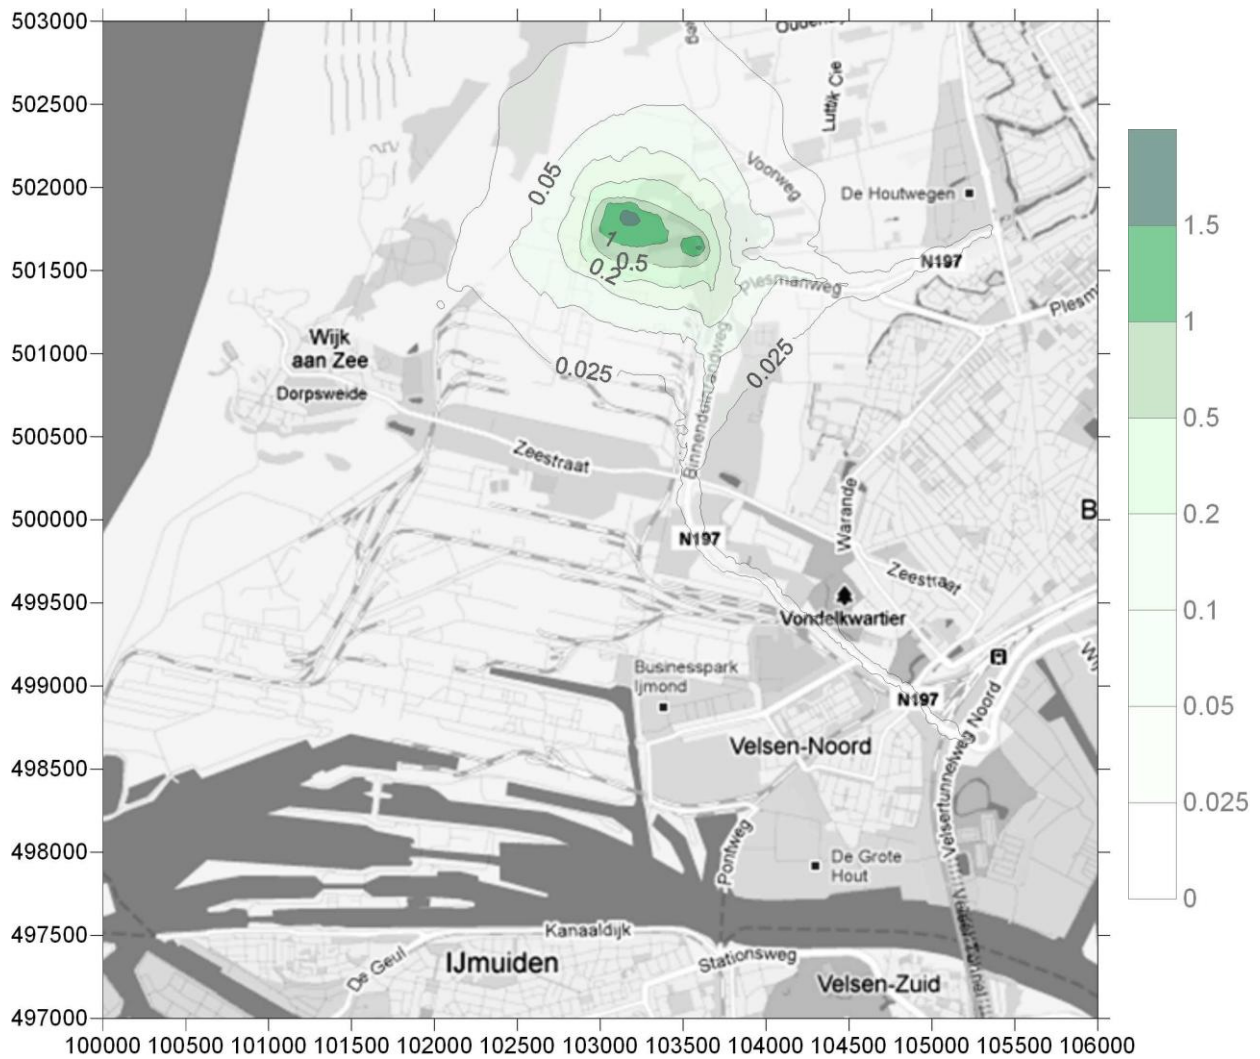 503000
502500
502000
501500
501000
500500
500000
499500
499000
498500
498000
497500
497000
100000 100500 101000 101500 102000 102500 103000 103500 104000 104500 105000 105500 106000
Luttik Cie
Voorweg
De Houtwegen
0.05
1
0.5
0.2
N197
Plesmanweg
Wijk
aan Zee
Dorpsweide
0.025
0.025
Zeestraat
Warande
B
N197
Zeestraat
Vondelkwartier
Businesspark
Ijmond
N197
Velsen-Noord
Pontweg
De Grote
Hout
Kanaaldijk
De Geul
IJmuiden
Stationsweg
Velsen-Zuid
1.5
1
0.5
0.2
0.1
0.05
0.025
0